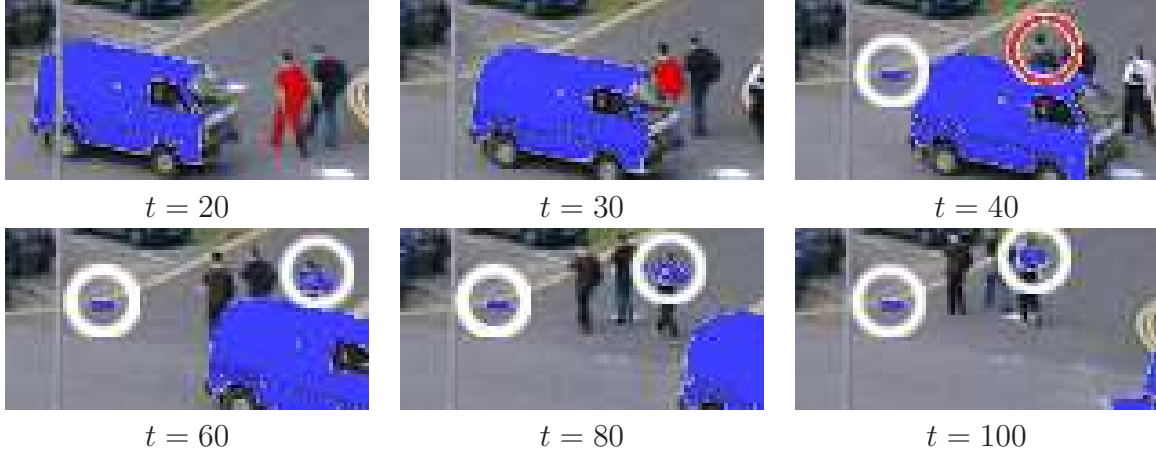 t = 20
t = 30
t = 40
t = 60
t = 80
t = 100